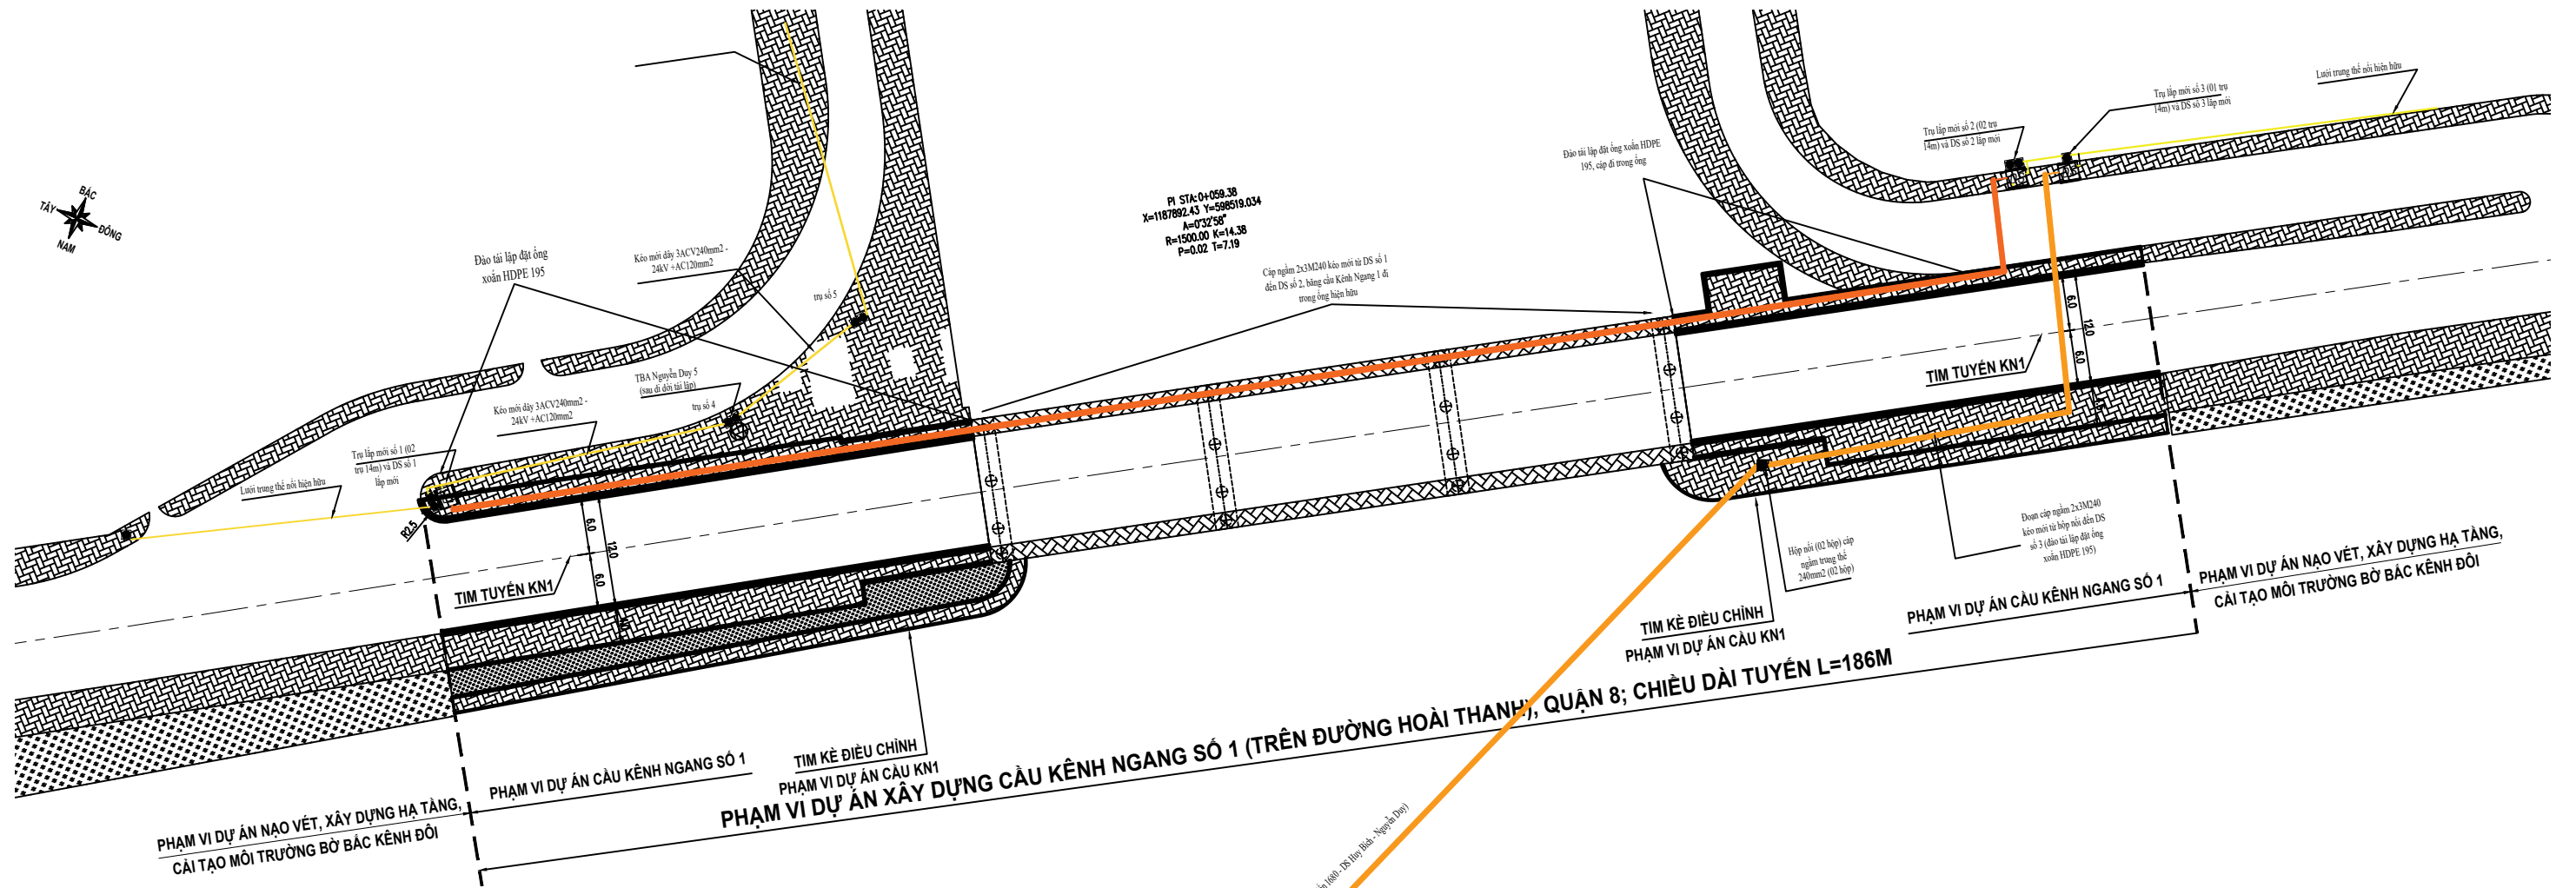 BẮC
TÂY
ĐÔNG
NAM
Lưới trung thế nổi hiện hữu
Trụ lắp mới số 1 (02
trụ 14m) và DS số 1
lắp mới
R2.5
Đào tái lập đặt ống
xoắn HDPE 195
Kéo mới dây 3ACV240mm2 -
24kV +AC120mm2
Kéo mới dây 3ACV240mm2 -
24kV +AC120mm2
TBA Nguyễn Duy 5
(sau di dời tái lập)
trụ số 4
trụ số 5
PI STA:0+059.38
X=1187892.43 Y=598519.034
A=0°32'58"
R=1500.00 K=14.38
P=0.02 T=7.19
Cáp ngầm 2x3M240 kéo mới từ DS số 1
đến DS số 2, băng cầu Kênh Ngang 1 đi
trong ống hiện hữu
Đào tái lập đặt ống xoắn HDPE
195, cáp đi trong ống
Trụ lắp mới số 2 (02 trụ
14m) và DS số 2 lắp mới
Trụ lắp mới số 3 (01 trụ
14m) và DS số 3 lắp mới
Lưới trung thế nổi hiện hữu
6.0
12.0
6.0
TIM TUYẾN KN1
6.0
12.0
6.0
TIM TUYẾN KN1
Hộp nối (02 hộp) cáp
ngầm trung thế
240mm2 (02 hộp)
Đoạn cáp ngầm 2x3M240
kéo mới từ hộp nối đến DS
số 3 (đào tái lập đặt ống
xoắn HDPE 195)
TIM KÈ ĐIỀU CHỈNH
PHẠM VI DỰ ÁN CẦU KN1
PHẠM VI DỰ ÁN CẦU KÊNH NGANG SỐ 1
PHẠM VI DỰ ÁN NẠO VÉT, XÂY DỰNG HẠ TẦNG,
CẢI TẠO MÔI TRƯỜNG BỜ BẮC KÊNH ĐÔI
PHẠM VI DỰ ÁN NẠO VÉT, XÂY DỰNG HẠ TẦNG,
CẢI TẠO MÔI TRƯỜNG BỜ BẮC KÊNH ĐÔI
PHẠM VI DỰ ÁN CẦU KÊNH NGANG SỐ 1
TIM KÈ ĐIỀU CHỈNH
PHẠM VI DỰ ÁN CẦU KN1
PHẠM VI DỰ ÁN XÂY DỰNG CẦU KÊNH NGANG SỐ 1 (TRÊN ĐƯỜNG HOÀI THANH), QUẬN 8; CHIỀU DÀI TUYẾN L=186M
1680 - DS Huy Bích - Nguyễn Duy)